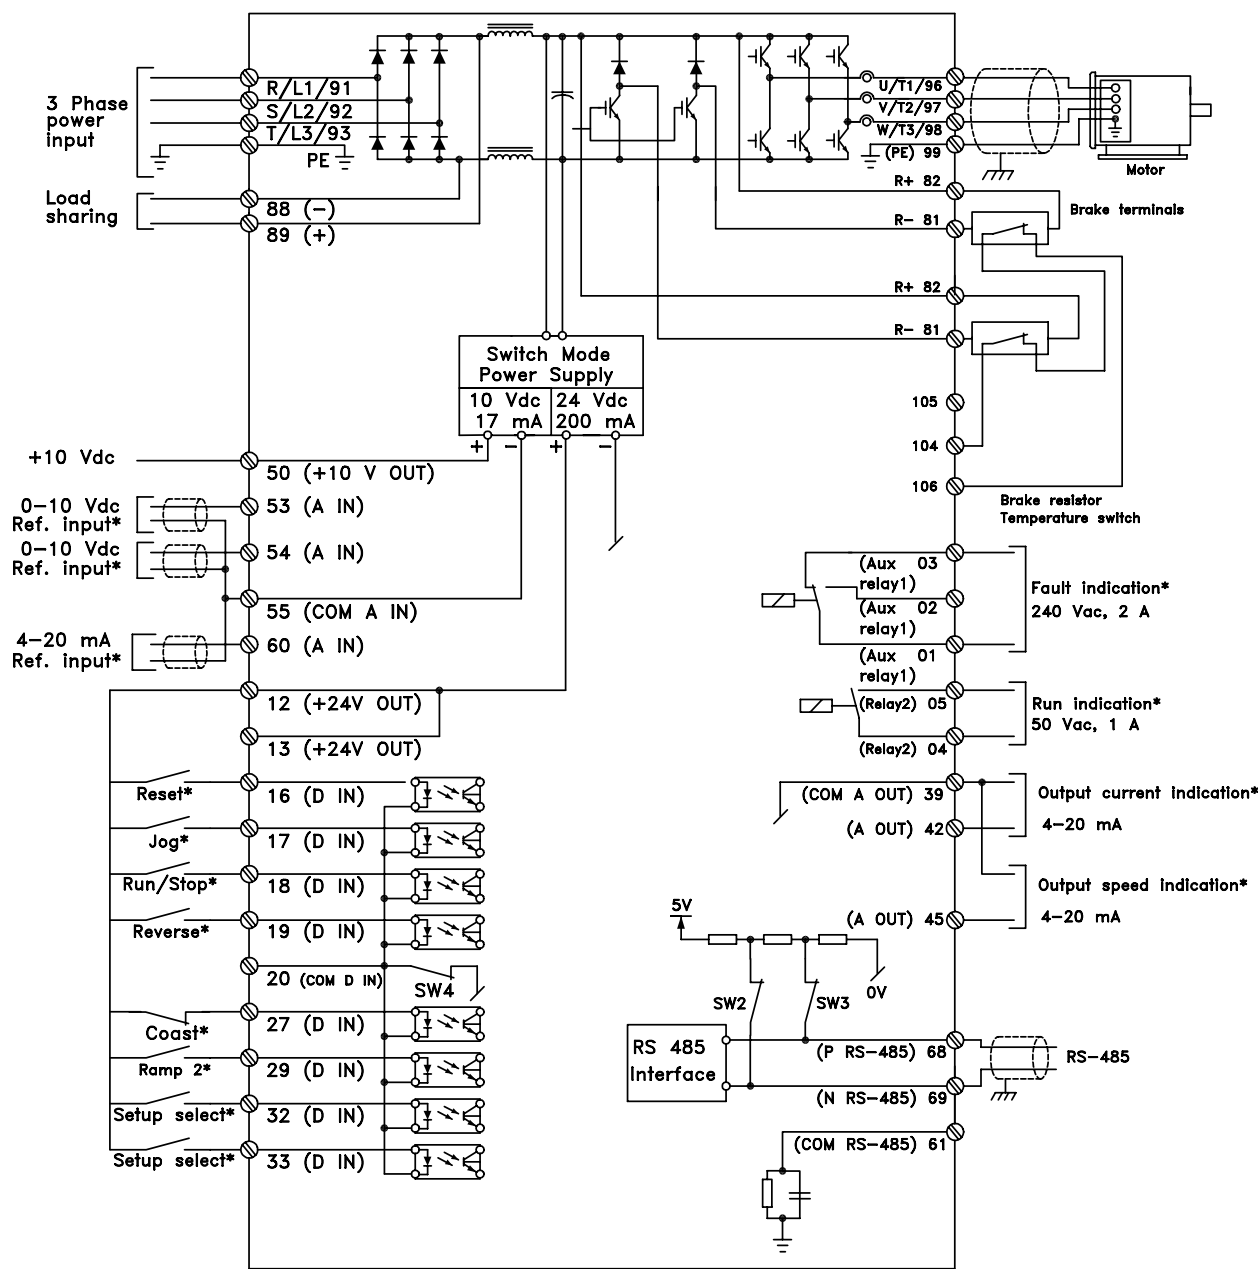 3 Phase
power
input
R/L1/91
S/L2/92
T/L3/93
PE
U/T1/96
V/T2/97
W/T3/98
(PE) 99
Motor
Load
sharing
88 (–)
89 (+)
R+ 82
Brake terminals
R– 81
R+ 82
R– 81
Switch Mode
Power Supply
10 Vdc
17 mA
24 Vdc
200 mA
+ – + –
105
104
106
Brake resistor
Temperature switch
+10 Vdc
50 (+10 V OUT)
0–10 Vdc
Ref. input*
53 (A IN)
0–10 Vdc
Ref. input*
54 (A IN)
55 (COM A IN)
4–20 mA
Ref. input*
60 (A IN)
12 (+24V OUT)
13 (+24V OUT)
(Aux 03
relay1)
(Aux 02
relay1)
(Aux 01
relay1)
Fault indication*
240 Vac, 2 A
(Relay2) 05
(Relay2) 04
Run indication*
50 Vac, 1 A
Reset*
16 (D IN)
Jog*
17 (D IN)
Run/Stop*
18 (D IN)
Reverse*
19 (D IN)
20 (COM D IN)
SW4
Coast*
27 (D IN)
Ramp 2*
29 (D IN)
Setup select*
32 (D IN)
Setup select*
33 (D IN)
(COM A OUT) 39
(A OUT) 42
Output current indication*
4–20 mA
(A OUT) 45
Output speed indication*
4–20 mA
5V
SW2
SW3
0V
RS 485
Interface
(P RS–485) 68
(N RS–485) 69
RS–485
(COM RS–485) 61